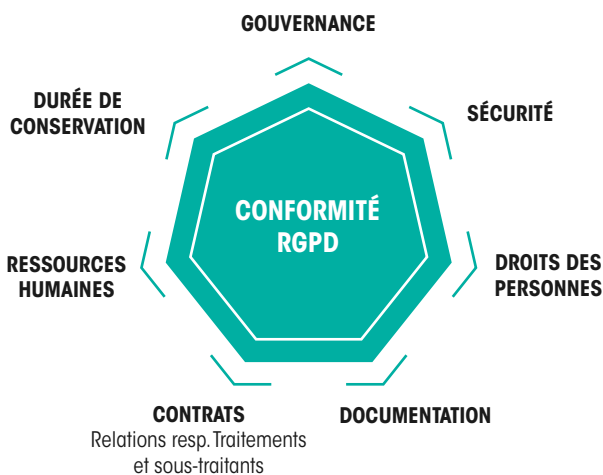 GOUVERNANCE
SÉCURITÉ
DROITS DES
PERSONNES
DOCUMENTATION
CONTRATS
Relations resp. Traitements
et sous-traitants
RESSOURCES
HUMAINES
DURÉE DE
CONSERVATION
CONFORMITÉ
RGPD